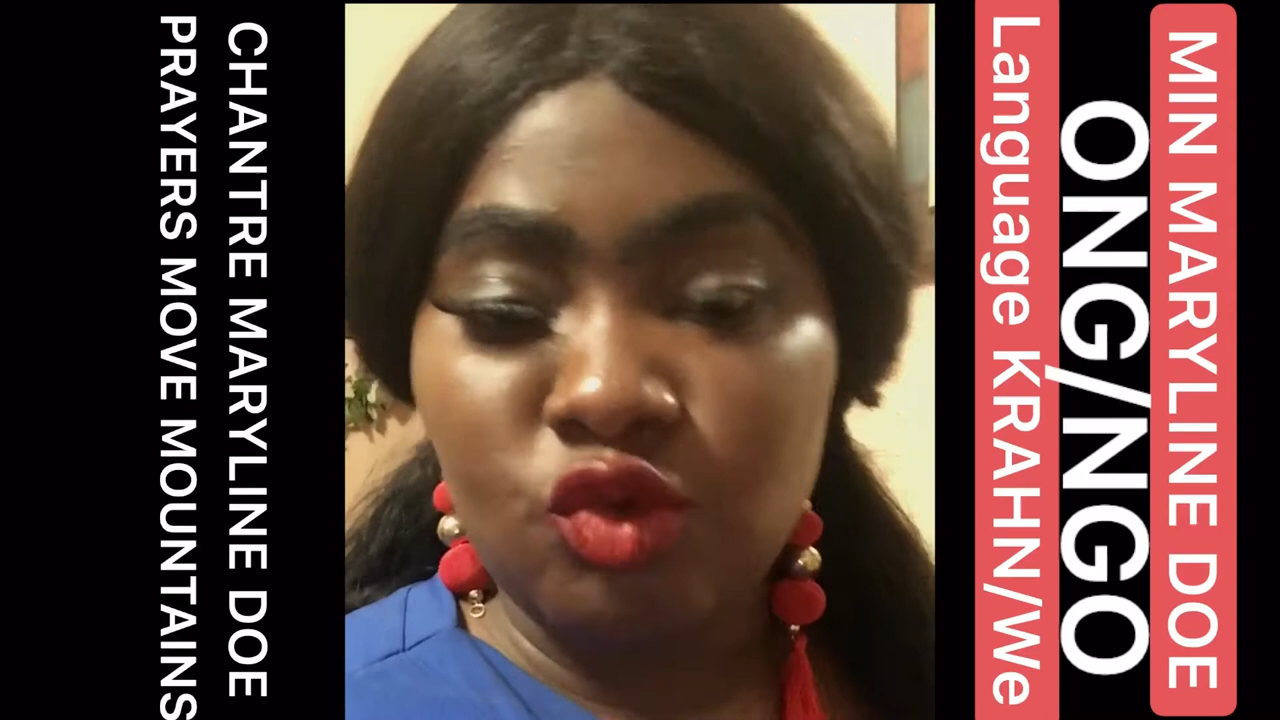 MIN MARYLINE DOE
ONG/NGO
Language KRAHN/We
CHANTRE MARYLINE DOE
PRAYERS MOVE MOUNTAINS